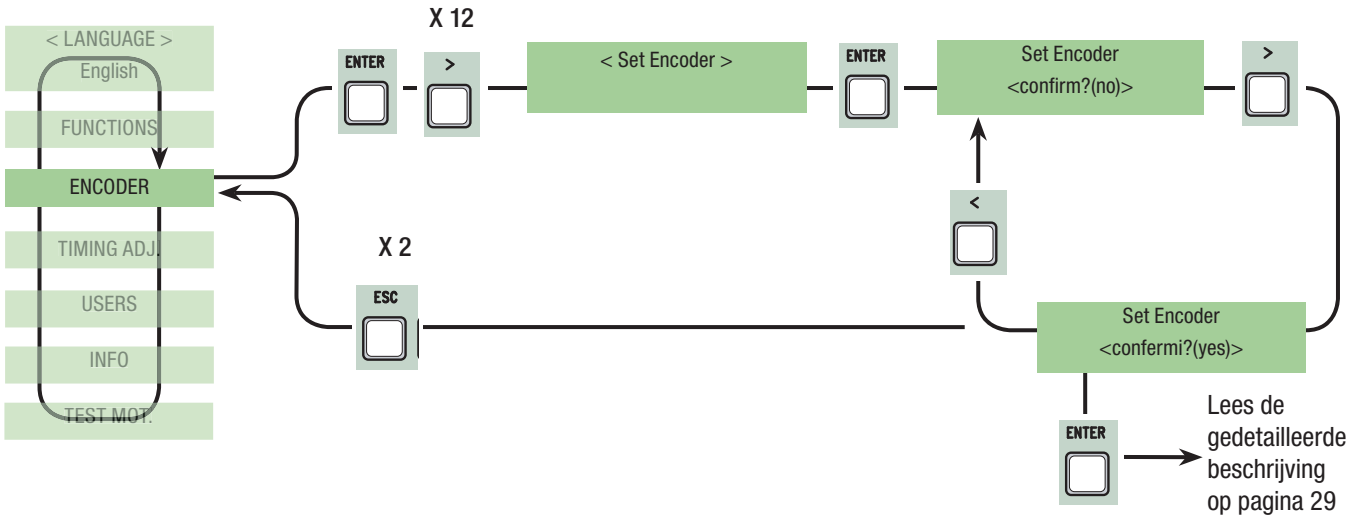 X 12
< LANGUAGE >
English
FUNCTIONS
ENCODER
TIMING ADJ.
USERS
INFO
TEST MOT.
ENTER
>
< Set Encoder >
ENTER
Set Encoder
<confirm?(no)>
>
<
X 2
ESC
Set Encoder
<confermi?(yes)>
ENTER
Lees de
gedetailleerde
beschrijving
op pagina 29